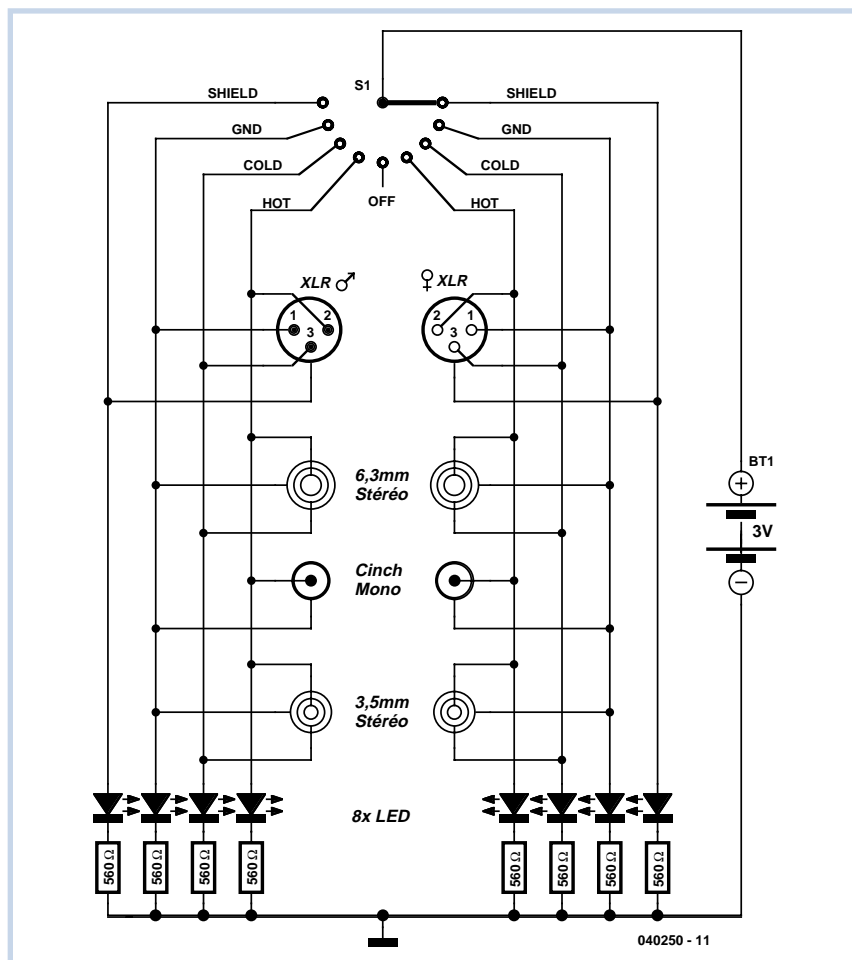 S1
SHIELD
SHIELD
GND
GND
COLD
COLD
HOT
HOT
OFF
XLR ♂
♀ XLR
1
2
3
2
1
3
6,3mm
Stéréo
BT1
+
3V
−
Cinch
Mono
3,5mm
Stéréo
8x LED
560 Ω
560 Ω
560 Ω
560 Ω
560 Ω
560 Ω
560 Ω
560 Ω
040250 - 11